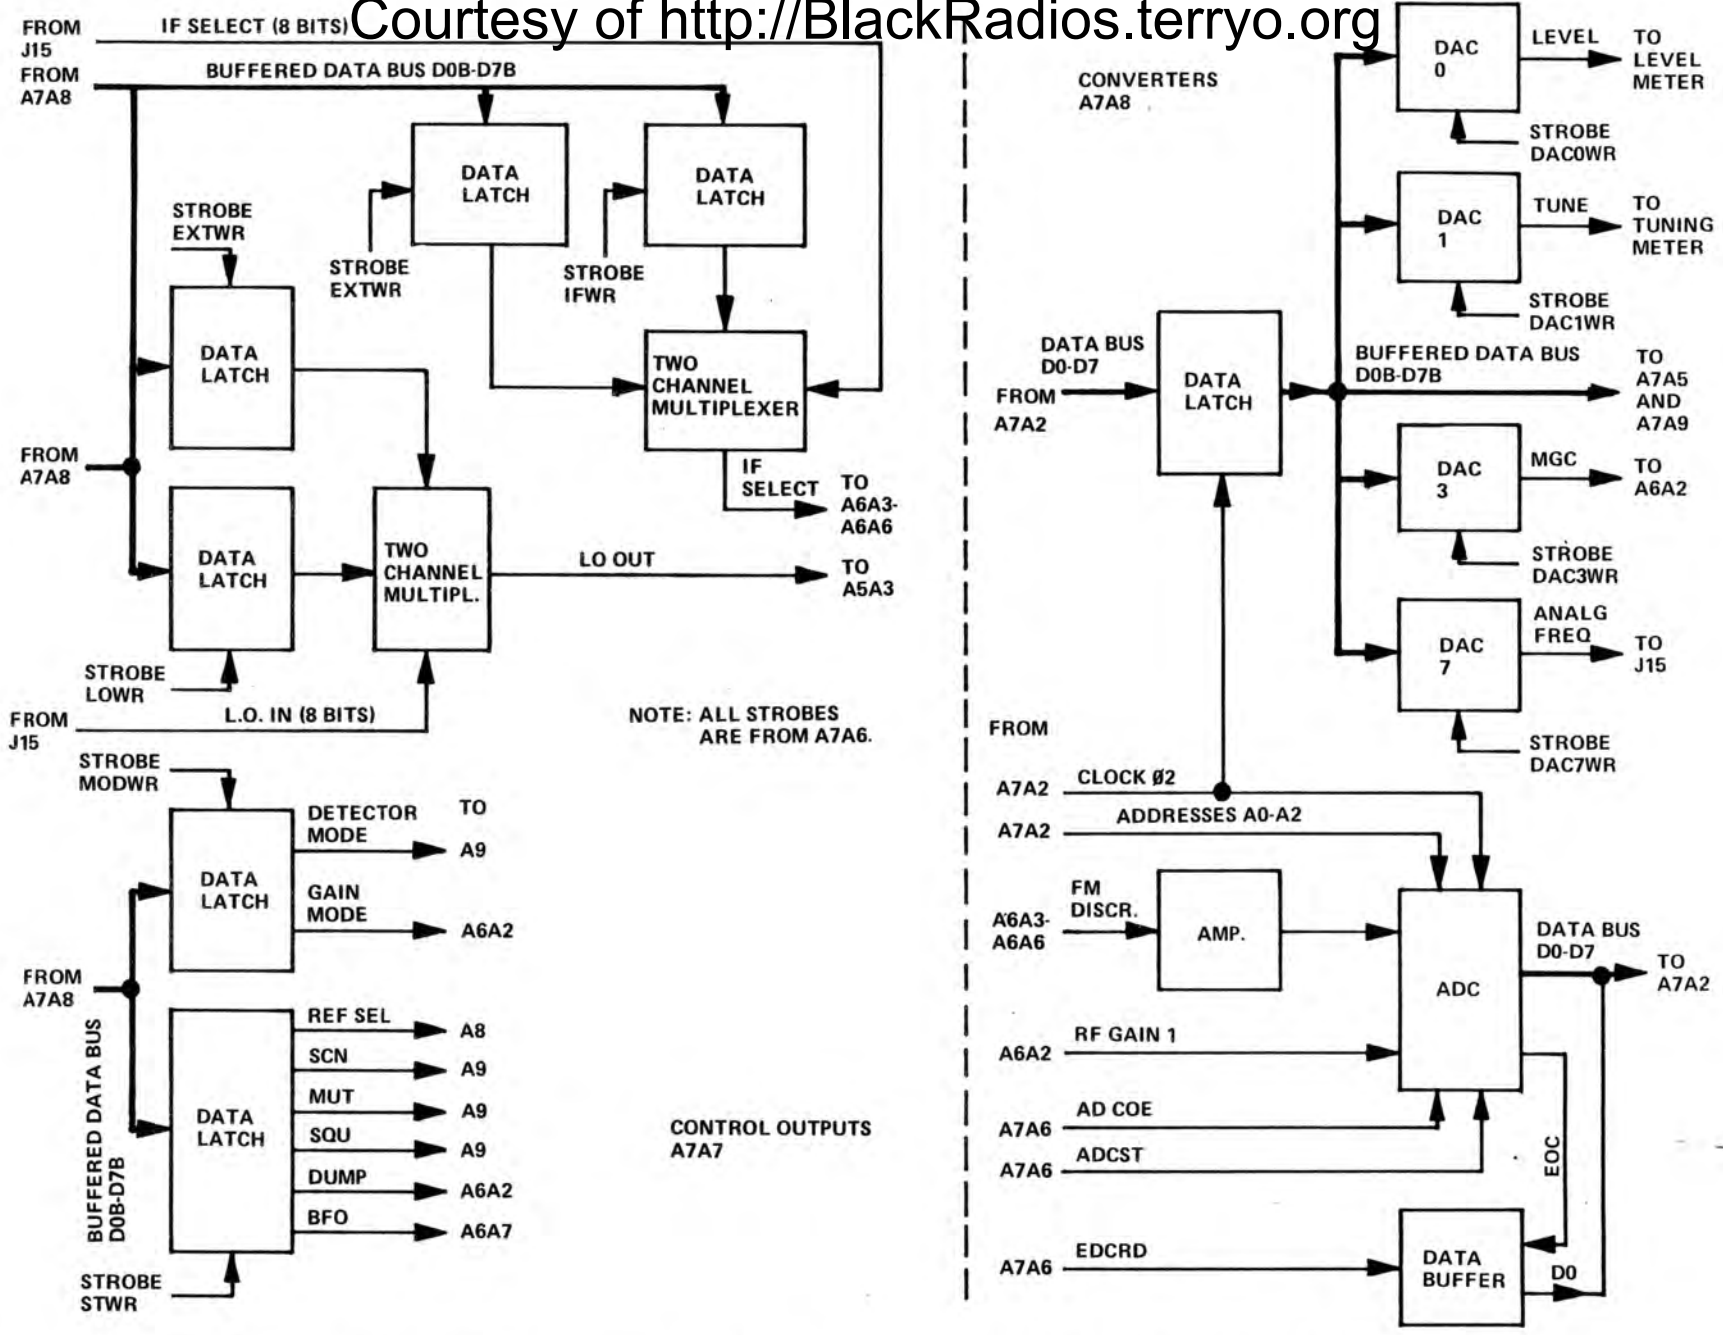 Courtesy of http://BlackRadios.terryo.org
FROM
J15
IF SELECT (8 BITS)
FROM
A7A8
BUFFERED DATA BUS D0B-D7B
DATA
LATCH
DATA
LATCH
STROBE
EXTWR
STROBE
EXTWR
STROBE
IFWR
DATA
LATCH
TWO
CHANNEL
MULTIPLEXER
FROM
A7A8
IF
SELECT
TO
A6A3-
A6A6
DATA
LATCH
TWO
CHANNEL
MULTIPL.
LO OUT
TO
A5A3
STROBE
LOWR
FROM
J15
L.O. IN (8 BITS)
NOTE: ALL STROBES
ARE FROM A7A6.
STROBE
MODWR
DATA
LATCH
DETECTOR
MODE
TO
A9
GAIN
MODE
A6A2
FROM
A7A8
BUFFERED DATA BUS
D0B-D7B
DATA
LATCH
REF SEL
A8
SCN
A9
MUT
A9
SQU
A9
DUMP
A6A2
BFO
A6A7
STROBE
STWR
CONTROL OUTPUTS
A7A7
CONVERTERS
A7A8
DAC
0
LEVEL
TO
LEVEL
METER
STROBE
DAC0WR
DAC
1
TUNE
TO
TUNING
METER
STROBE
DAC1WR
DATA BUS
D0-D7
FROM
A7A2
DATA
LATCH
BUFFERED DATA BUS
D0B-D7B
TO
A7A5
AND
A7A9
DAC
3
MGC
TO
A6A2
STROBE
DAC3WR
DAC
7
ANALG
FREQ
TO
J15
STROBE
DAC7WR
FROM
A7A2
CLOCK Ø2
A7A2
ADDRESSES A0-A2
A6A3-
A6A6
FM
DISCR.
AMP.
ADC
DATA BUS
D0-D7
TO
A7A2
A6A2
RF GAIN 1
A7A6
AD COE
A7A6
ADCST
EOC
A7A6
EDCRD
DATA
BUFFER
D0